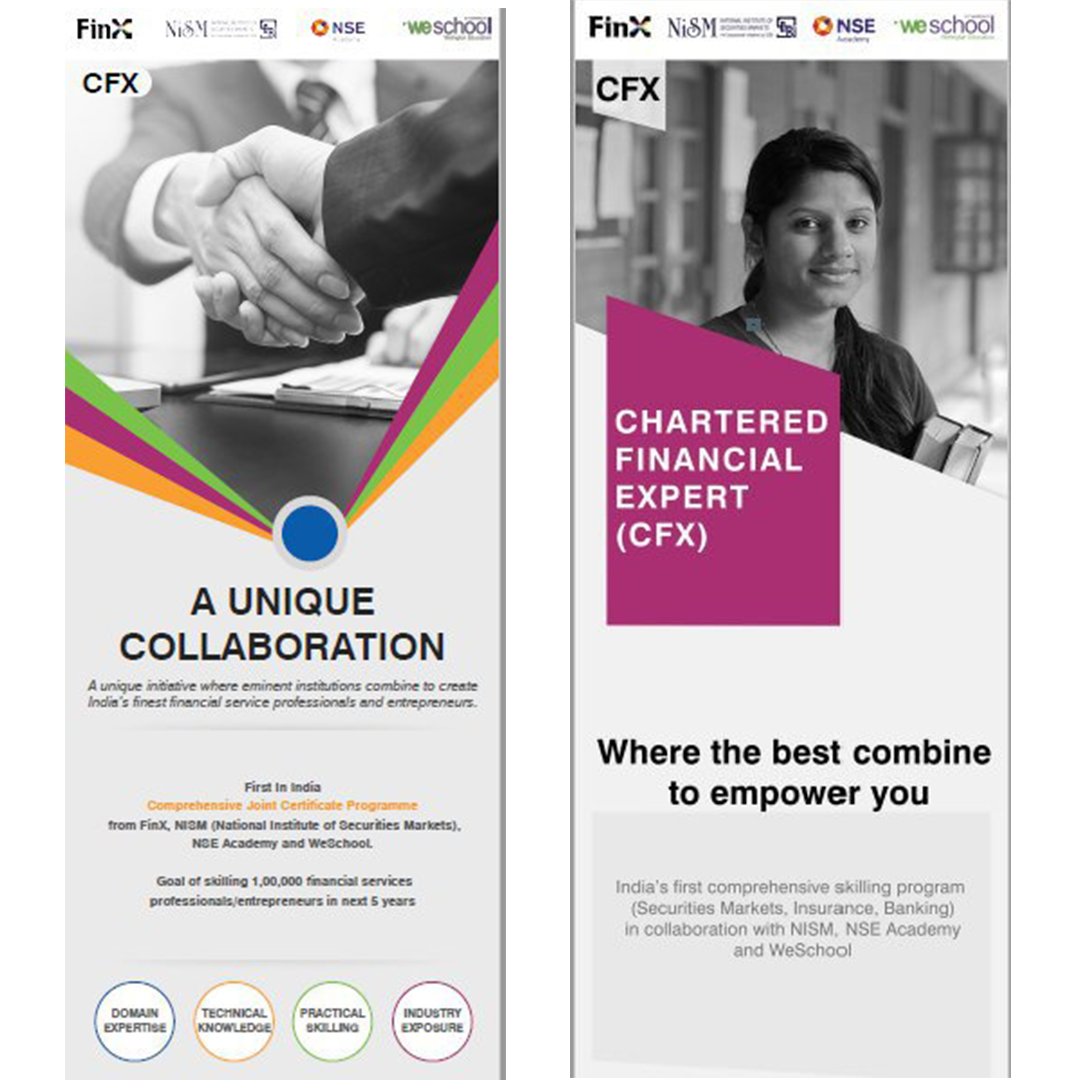 FinX NISM NSE weschool
CFX
A UNIQUE
COLLABORATION
A unique initiative where eminent institutions combine to create
India's finest financial service professionals and entrepreneurs.
First In India
Comprehensive Joint Certificate Programme
from FinX, NISM (National Institute of Securities Markets),
NSE Academy and WeSchool.
Goal of skilling 1,00,000 financial services
professionals/entrepreneurs in next 5 years
DOMAIN
EXPERTISE
TECHNICAL
KNOWLEDGE
PRACTICAL
SKILLING
INDUSTRY
EXPOSURE
FinX NISM NATIONAL INSTITUTE OF NSE weschool
SECURITIES MARKETS
Academy
CFX
CHARTERED
FINANCIAL
EXPERT
(CFX)
Where the best combine
to empower you
India's first comprehensive skilling program
(Securities Markets, Insurance, Banking)
in collaboration with NISM, NSE Academy
and WeSchool